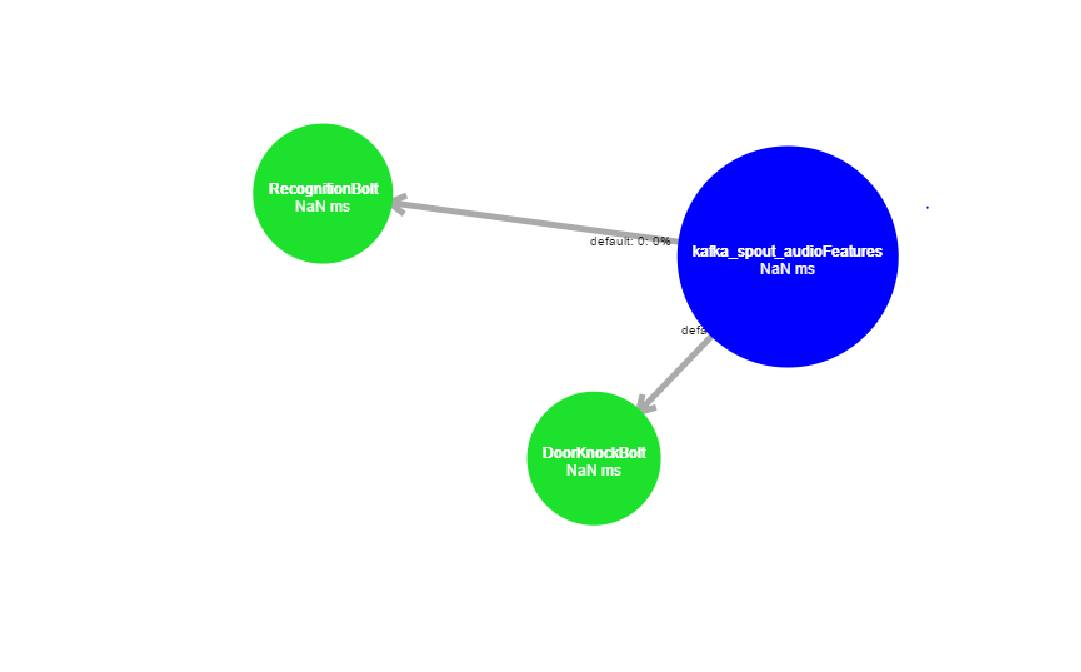 RecognitionBolt
NaN ms
default: 0: 0%
kafka_spout_audioFeatures
NaN ms
DoorKnockBolt
NaN ms